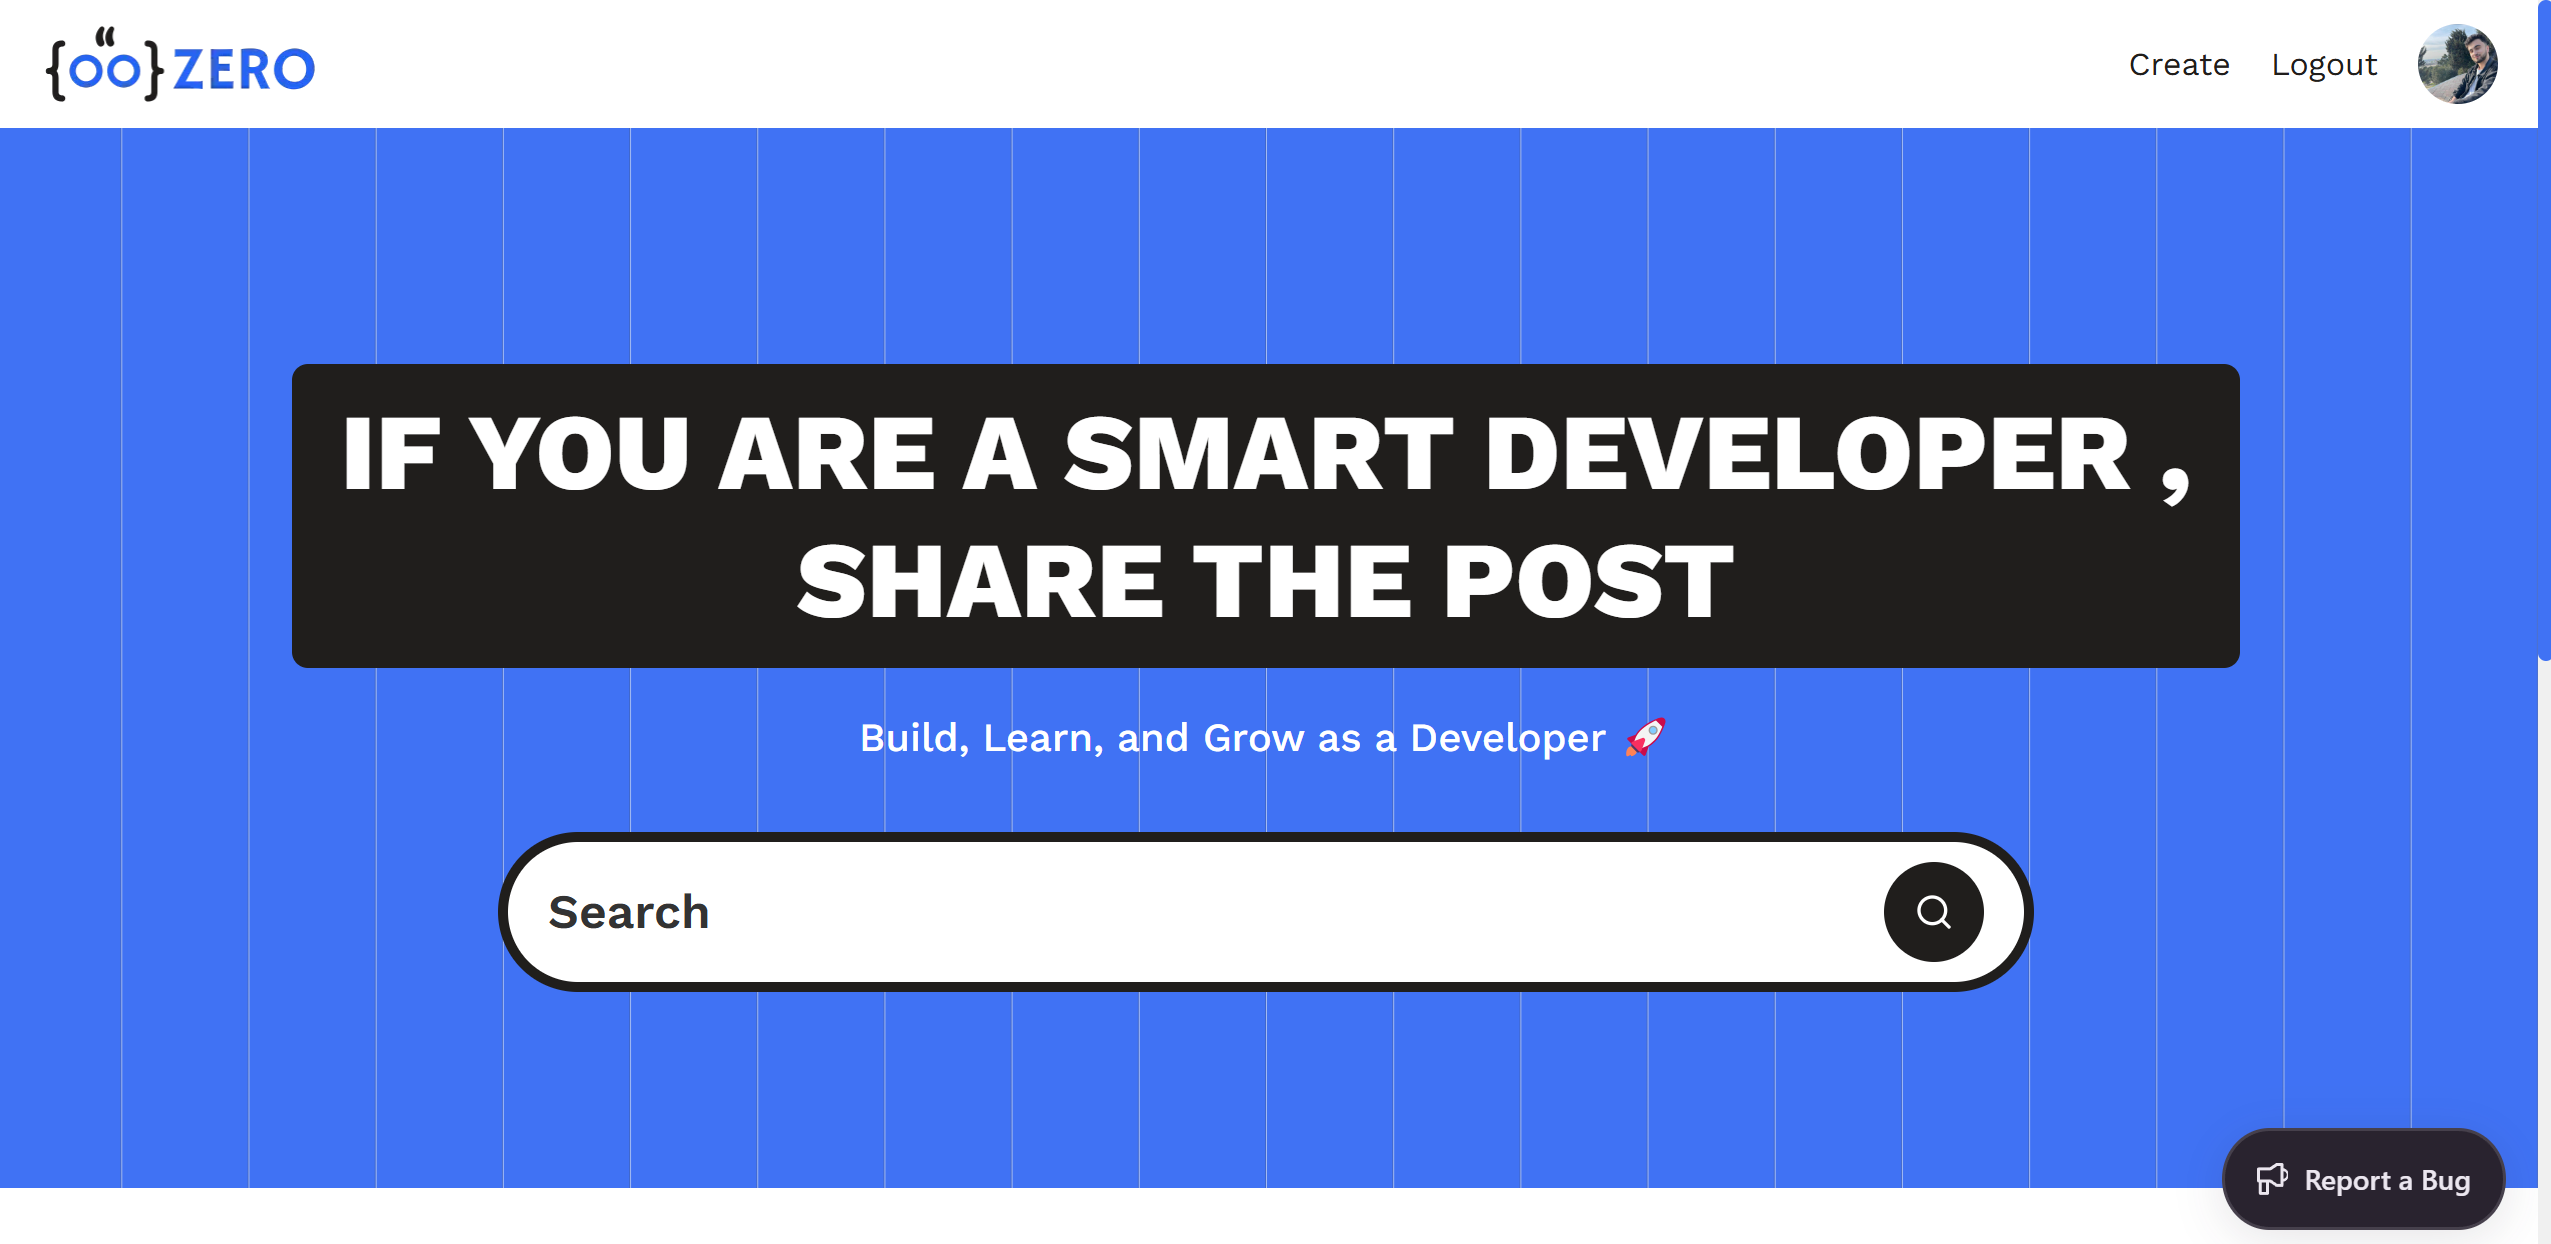 {oo} ZERO
Create
Logout
IF YOU ARE A SMART DEVELOPER ,
SHARE THE POST
Build, Learn, and Grow as a Developer 🚀
Search
Report a Bug